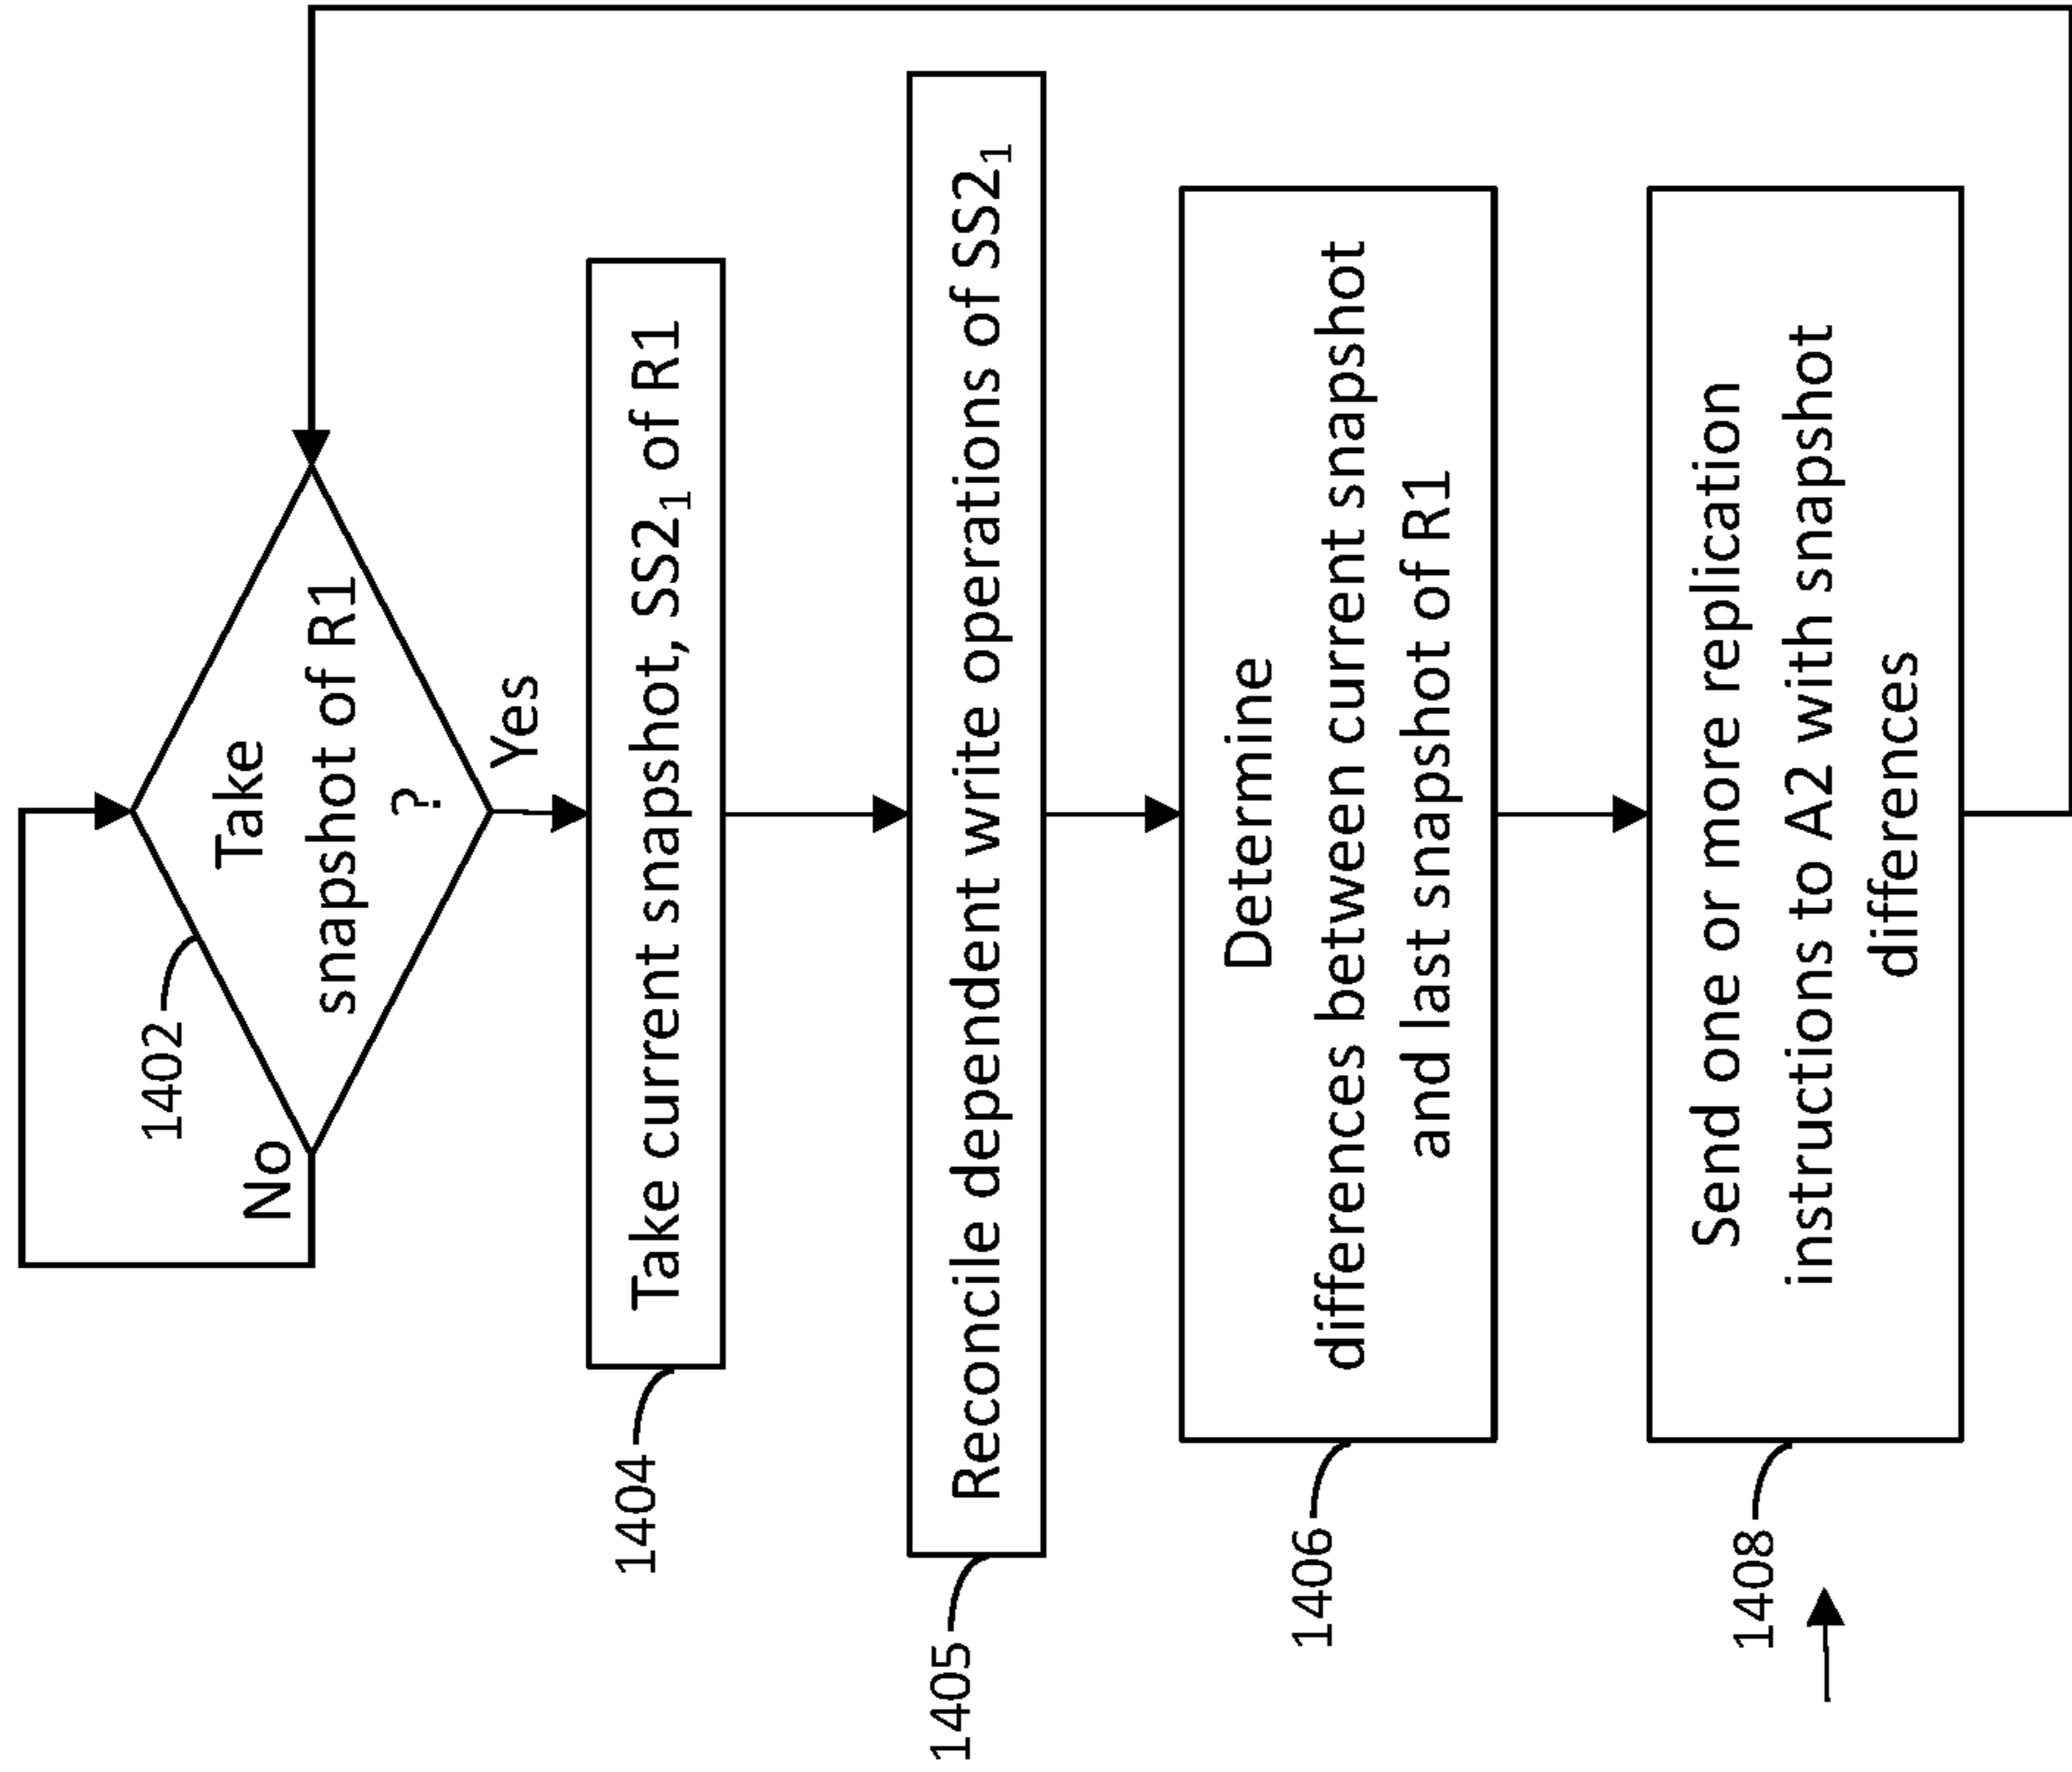 No
1402
Take
snapshot of R1
?
Yes
1404
Take current snapshot, SS2₁ of R1
1405
Reconcile dependent write operations of SS2₁
1406
Determine
differences between current snapshot
and last snapshot of R1
1408
Send one or more replication
instructions to A2 with snapshot
differences